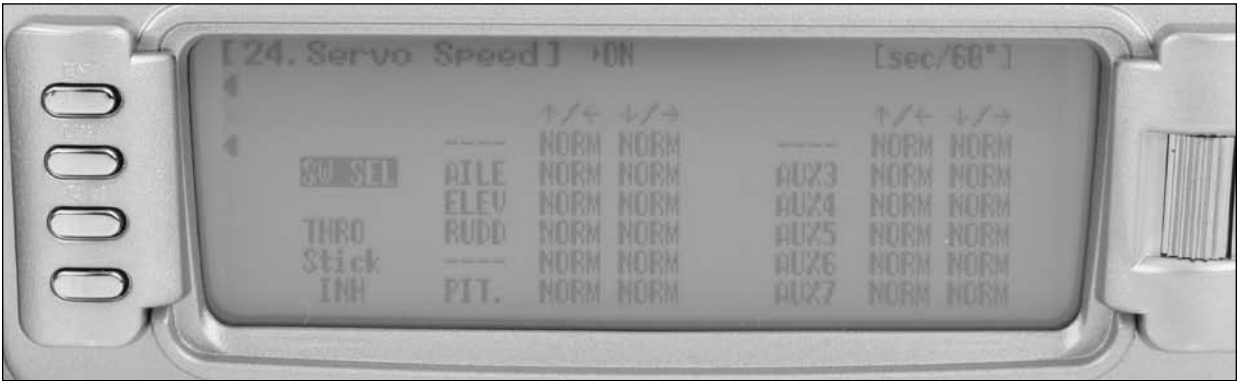 [24.Servo Speed] ON [sec/60°]
↑/← ↓/→ ↑/← ↓/→
---- NORM NORM ---- NORM NORM
SW SEL AILE NORM NORM AUX3 NORM NORM
ELEV NORM NORM AUX4 NORM NORM
THRO RUDD NORM NORM AUX5 NORM NORM
Stick ---- NORM NORM AUX6 NORM NORM
INH PIT. NORM NORM AUX7 NORM NORM